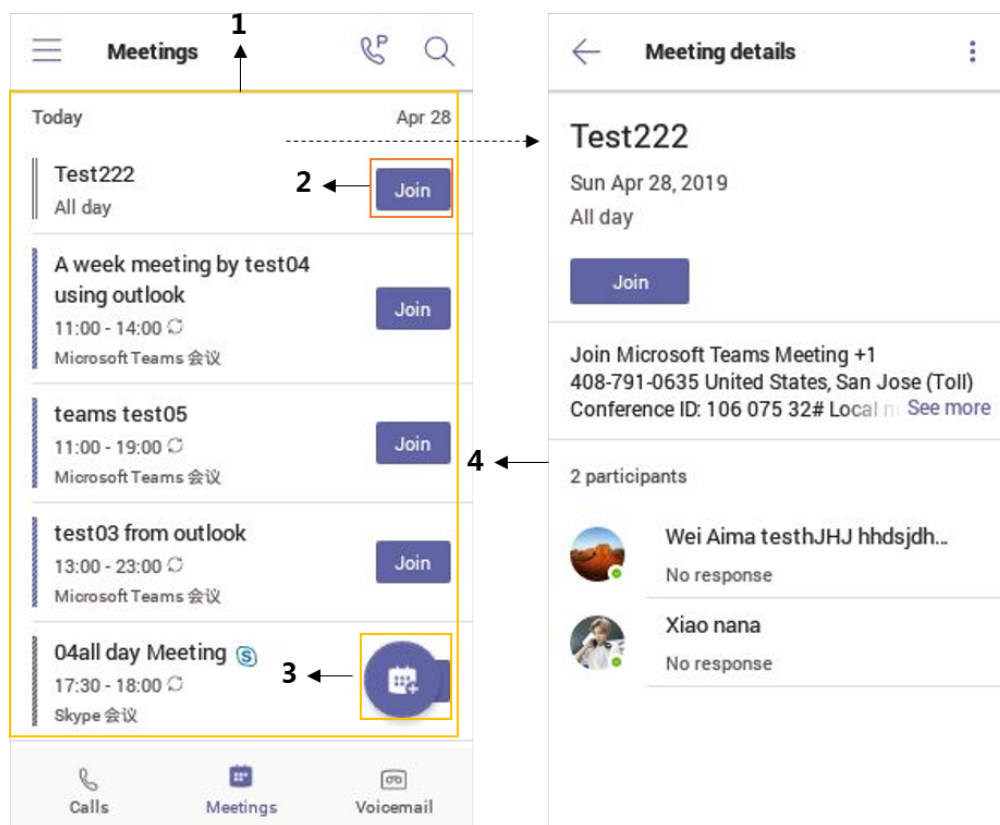 1
Meetings
P
Today
Apr 28
Test222
All day
2
Join
A week meeting by test04
using outlook
11:00 - 14:00
Microsoft Teams 会议
Join
teams test05
11:00 - 19:00
Microsoft Teams 会议
Join
test03 from outlook
13:00 - 23:00
Microsoft Teams 会议
Join
04all day Meeting S
17:30 - 18:00
Skype 会议
3
Calls
Meetings
Voicemail
Meeting details
Test222
Sun Apr 28, 2019
All day
Join
Join Microsoft Teams Meeting +1
408-791-0635 United States, San Jose (Toll)
Conference ID: 106 075 32# Local See more
4
2 participants
Wei Aima testhJHJ hhdsjdh...
No response
Xiao nana
No response